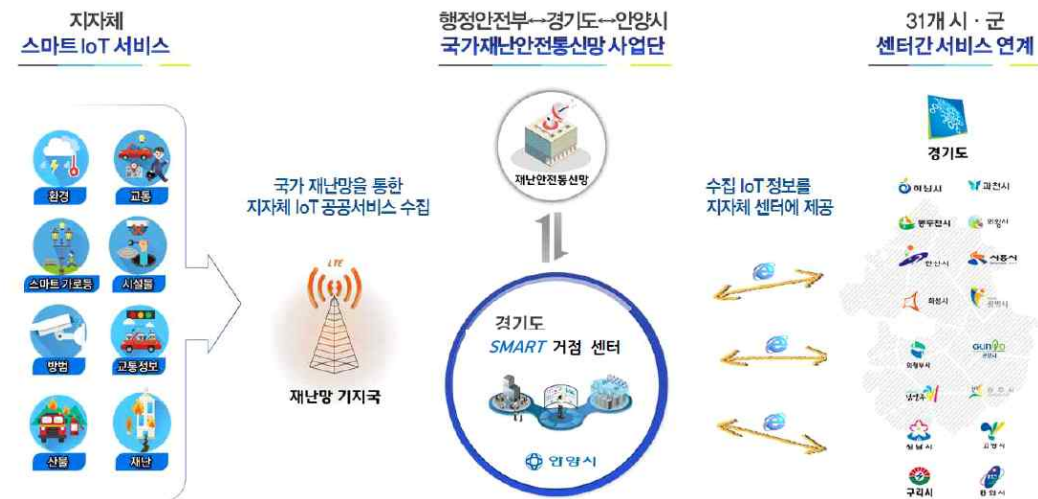 지자체
스마트 IoT 서비스
행정안전부↔경기도↔안양시
국가재난안전통신망 사업단
31개 시 · 군
센터간 서비스 연계
환경
교통
스마트 가로등
시설물
방범
교통정보
산불
재난
국가 재난망을 통한
지자체 IoT 공공서비스 수집
LTE
재난망 기지국
재난안전통신망
경기도
SMART 거점 센터
안양시
수집 IoT 정보를
지자체 센터에 제공
경기도
하남시
과천시
동두천시
의왕시
안산시
시흥시
화성시
광명시
의정부시
GUNPO
군포시
남양주
성남시
고양시
구리시